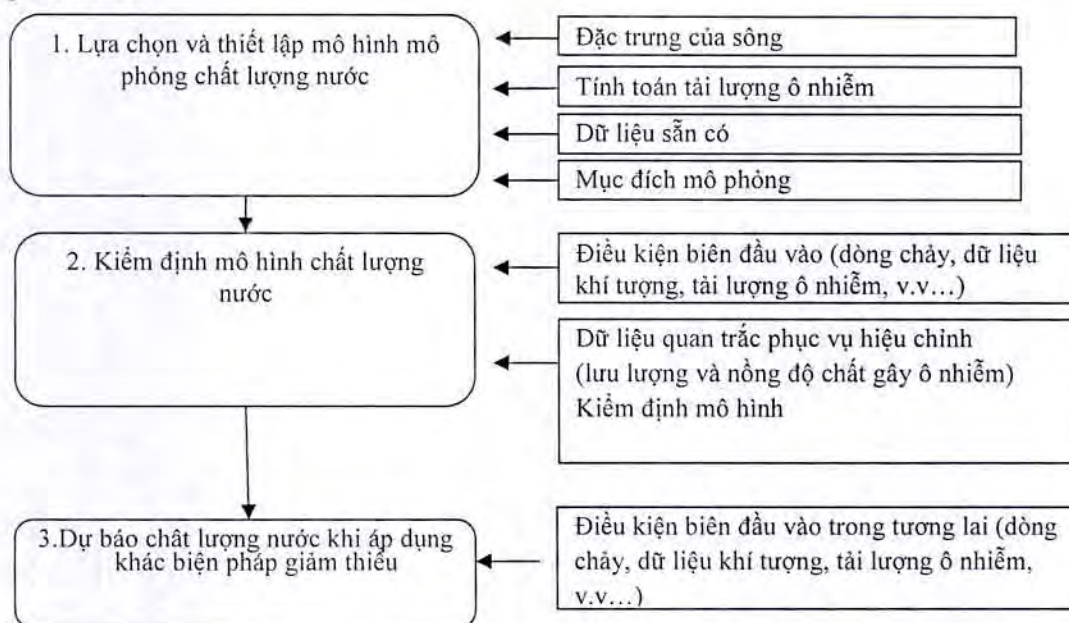 1. Lựa chọn và thiết lập mô hình mô
phỏng chất lượng nước
Đặc trưng của sông
Tính toán tải lượng ô nhiễm
Dữ liệu sẵn có
Mục đích mô phỏng
2. Kiểm định mô hình chất lượng
nước
Điều kiện biên đầu vào (dòng chảy, dữ liệu
khí tượng, tải lượng ô nhiễm, v.v...)
Dữ liệu quan trắc phục vụ hiệu chỉnh
(lưu lượng và nồng độ chất gây ô nhiễm)
Kiểm định mô hình
3.Dự báo chất lượng nước khi áp dụng
khác biện pháp giảm thiểu
Điều kiện biên đầu vào trong tương lai (dòng
chảy, dữ liệu khí tượng, tải lượng ô nhiễm,
v.v...)